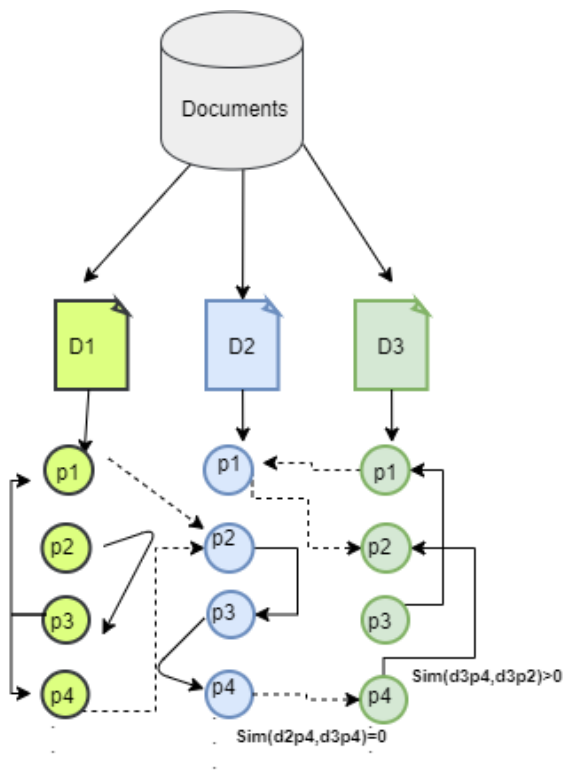 Documents
D1 D2 D3
p1 p1 p1
p2 p2 p2
p3 p3 p3
p4 p4 p4
Sim(d3p4,d3p2)>0
Sim(d2p4,d3p4)=0